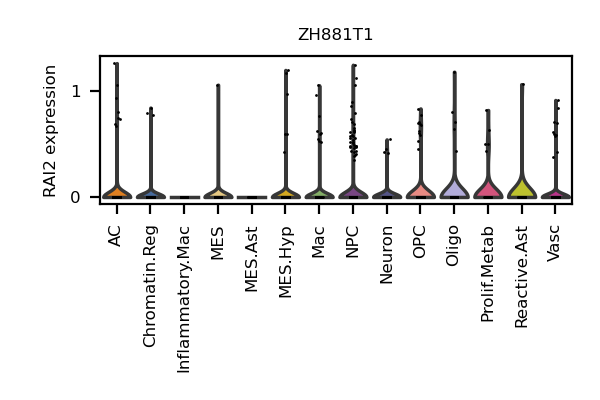 ZH881T1
RAI2 expression
1
0
AC
Chromatin.Reg
Inflammatory.Mac
MES
MES.Ast
MES.Hyp
Mac
NPC
Neuron
OPC
Oligo
Prolif.Metab
Reactive.Ast
Vasc